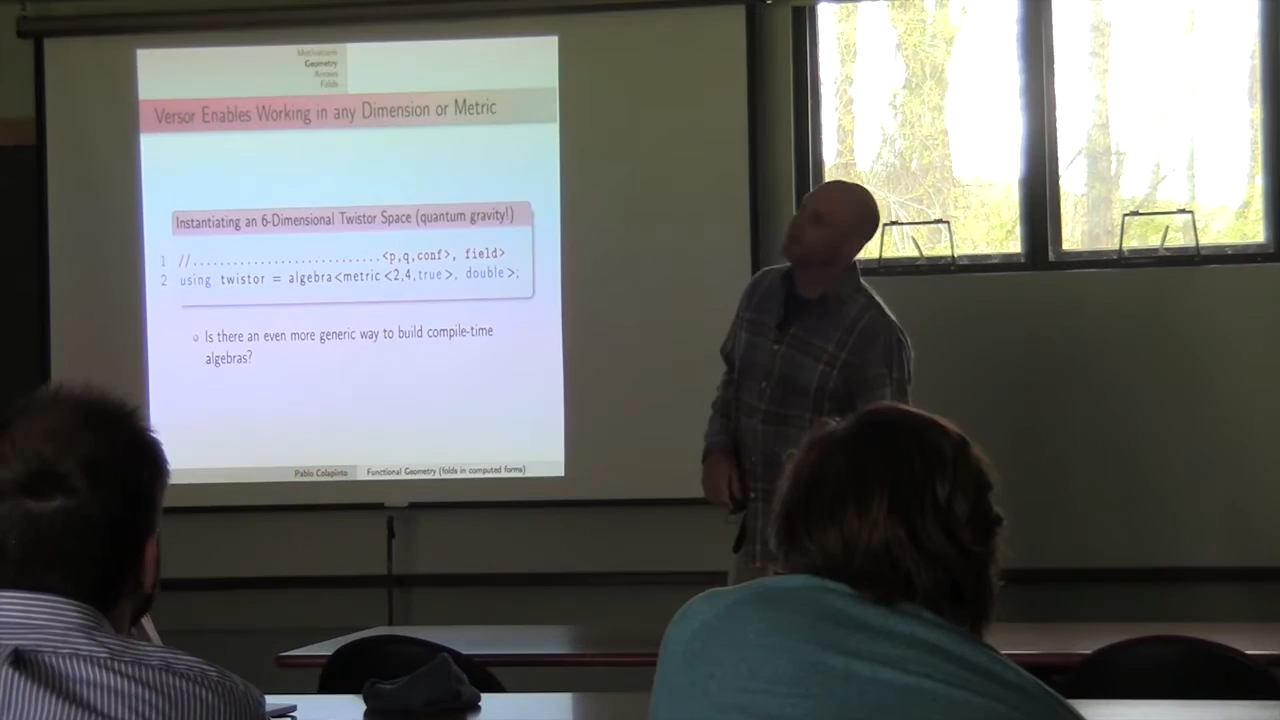 Motivations
Geometry
Arrows
Folds
Versor Enables Working in any Dimension or Metric
Instantiating an 6-Dimensional Twistor Space (quantum gravity!)
1 //............................<p,q,conf>, field>
2 using twistor = algebra<metric<2,4,true>, double>;
Is there an even more generic way to build compile-time
algebras?
Pablo Colapinto Functional Geometry (folds in computed forms)